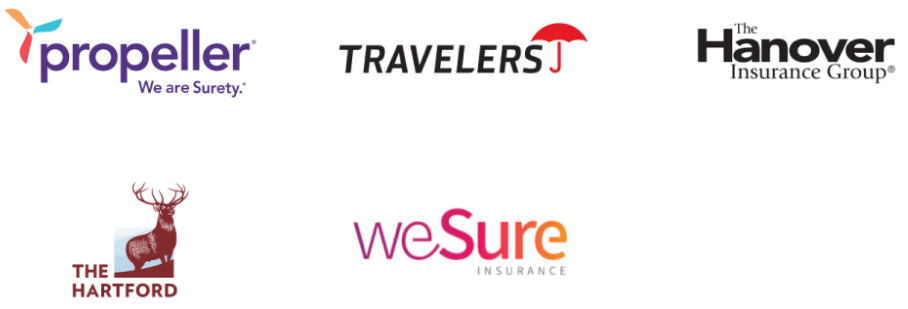 propeller®
We are Surety.®
TRAVELERS
The
Hanover
Insurance Group®
THE
HARTFORD
weSure
INSURANCE